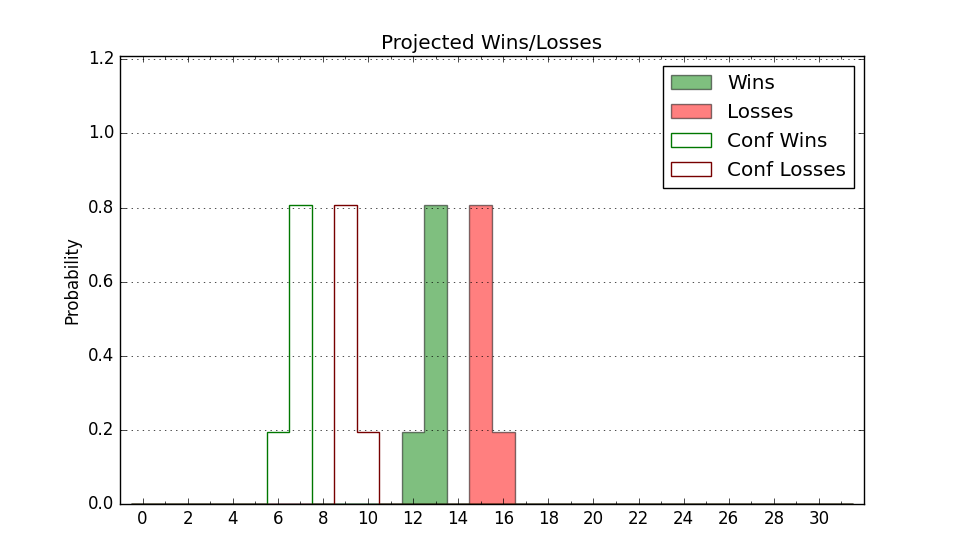 Projected Wins/Losses
1.2
1.0
0.8
0.6
0.4
0.2
0.0
Probability
Wins
Losses
Conf Wins
Conf Losses
0 2 4 6 8 10 12 14 16 18 20 22 24 26 28 30